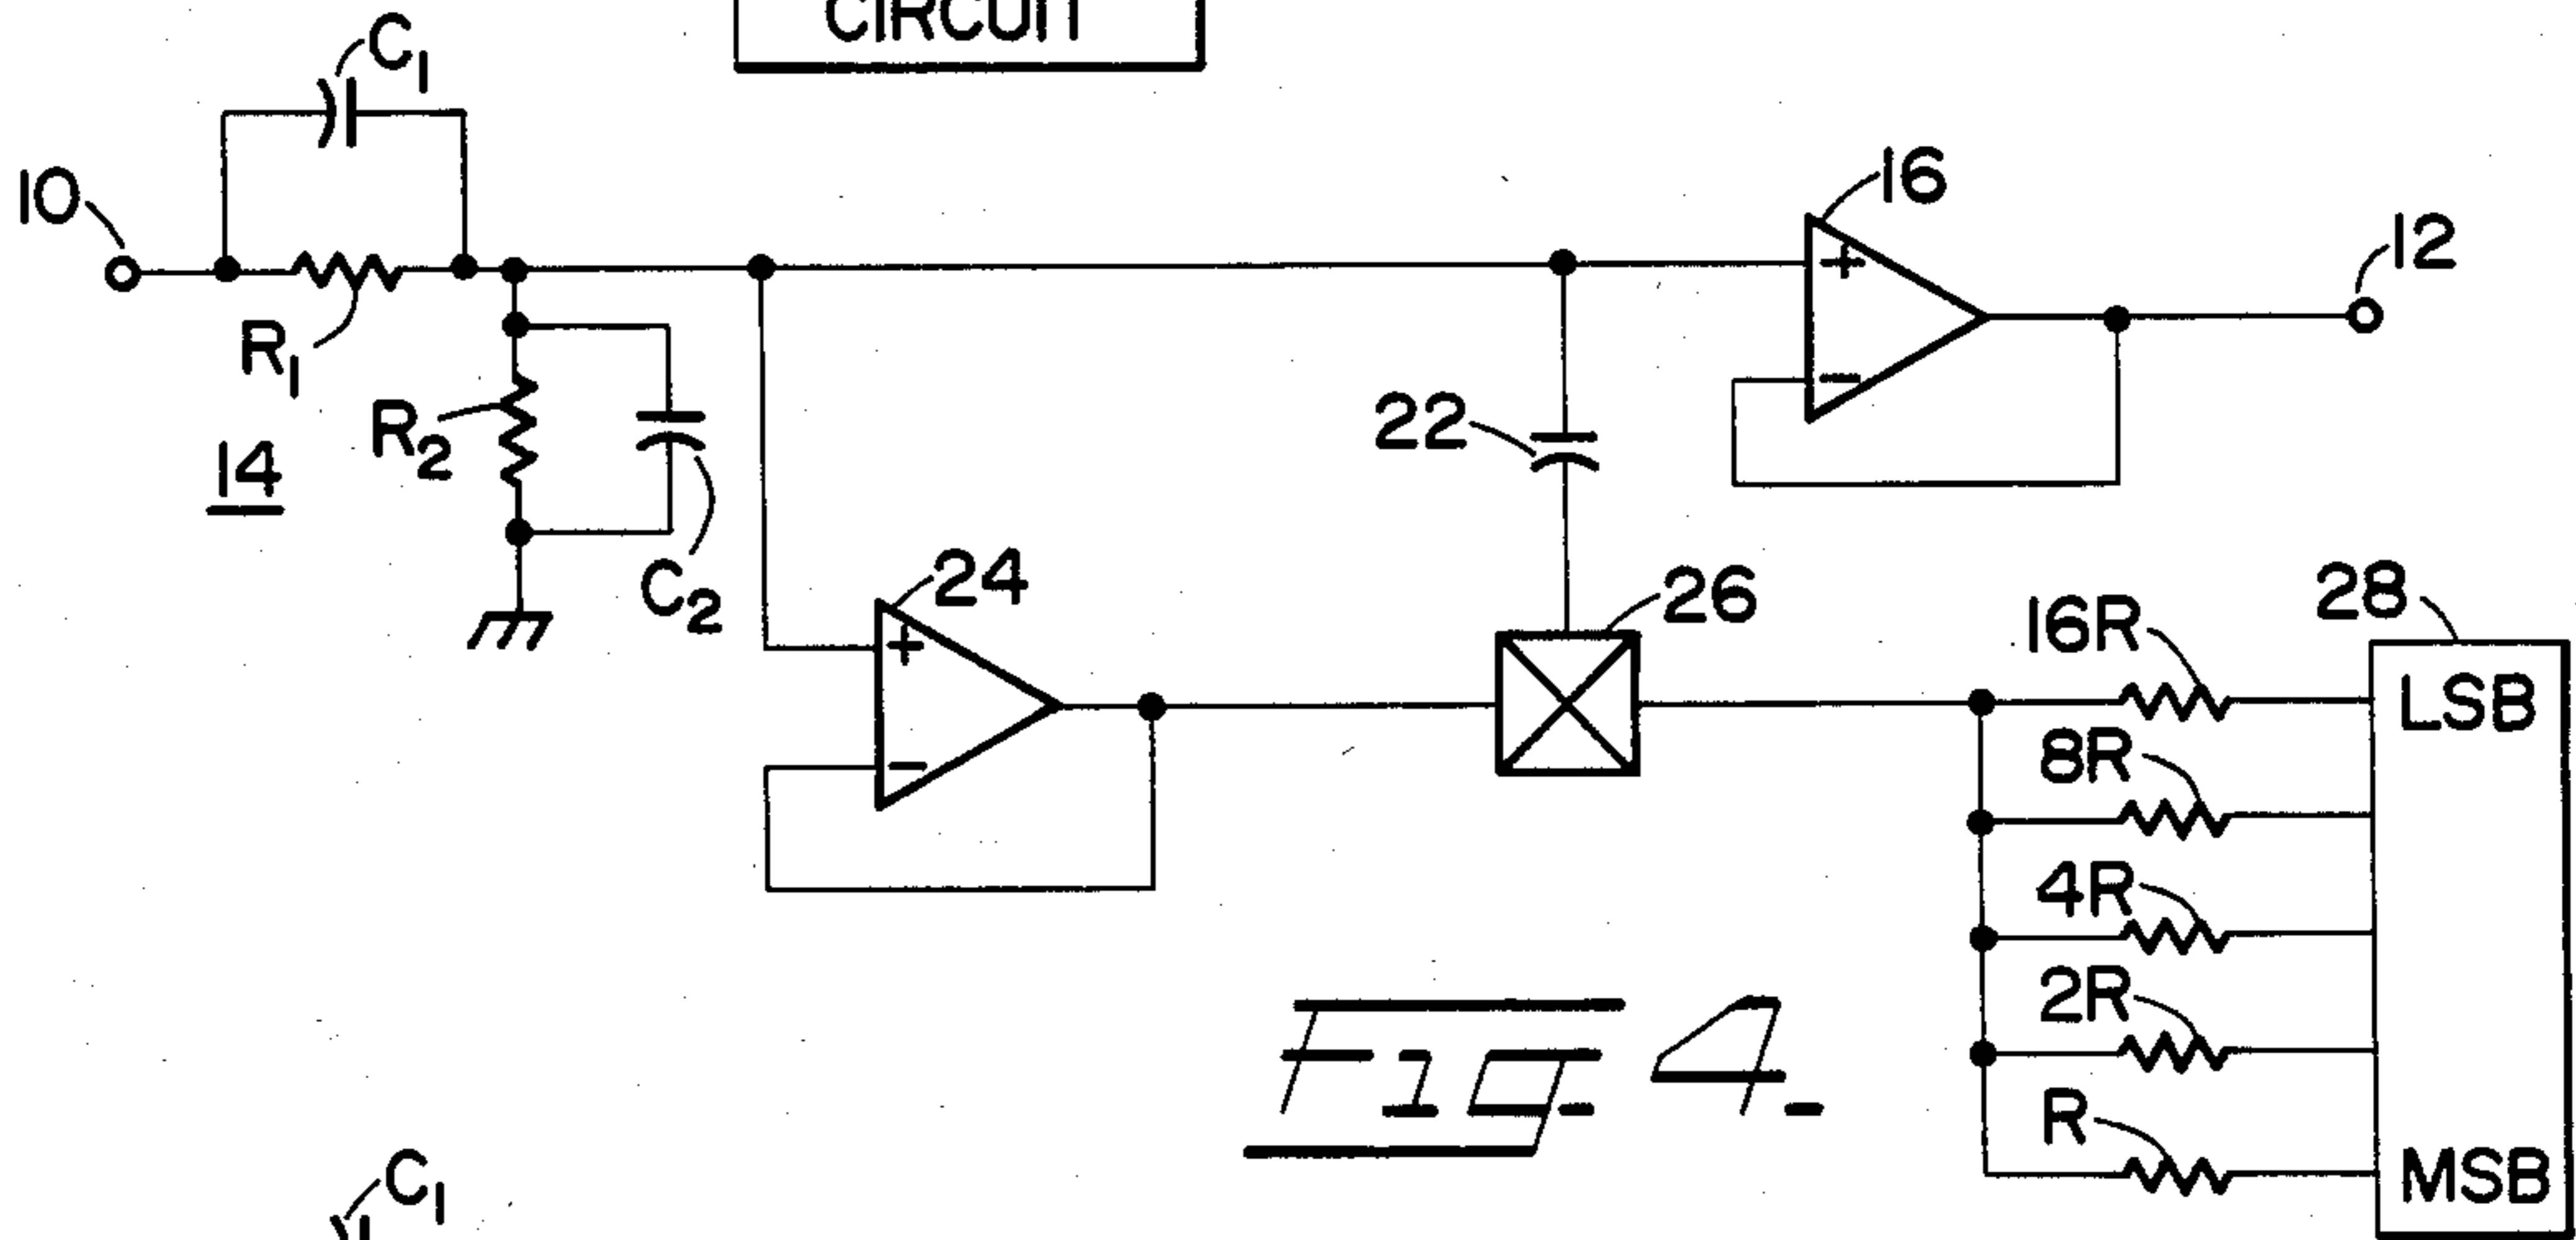 CIRCUIT
C1
10
R1
14
R2
C2
16
12
22
24
26
28
16R
LSB
8R
4R
2R
R
MSB
+
−
+
−
FIG- 4-
C1